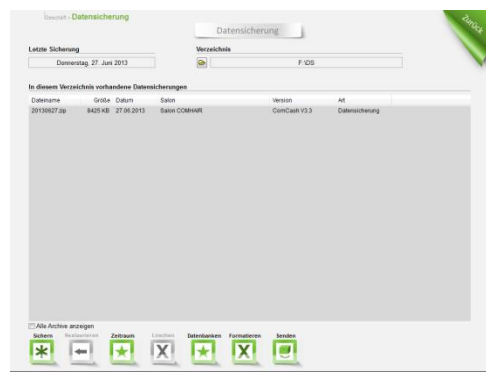 Geschäft › Datensicherung
Zurück
Datensicherung
Letzte Sicherung
Verzeichnis
Donnerstag, 27. Juni 2013
F:\DS
In diesem Verzeichnis vorhandene Datensicherungen
Dateiname Größe Datum Salon Version Art
20130627.zip 8425 KB 27.06.2013 Salon COMHAIR ComCash V3.3 Datensicherung
Alle Archive anzeigen
Sichern Restaurieren Zeitraum Löschen Datenbanken Formatieren Senden